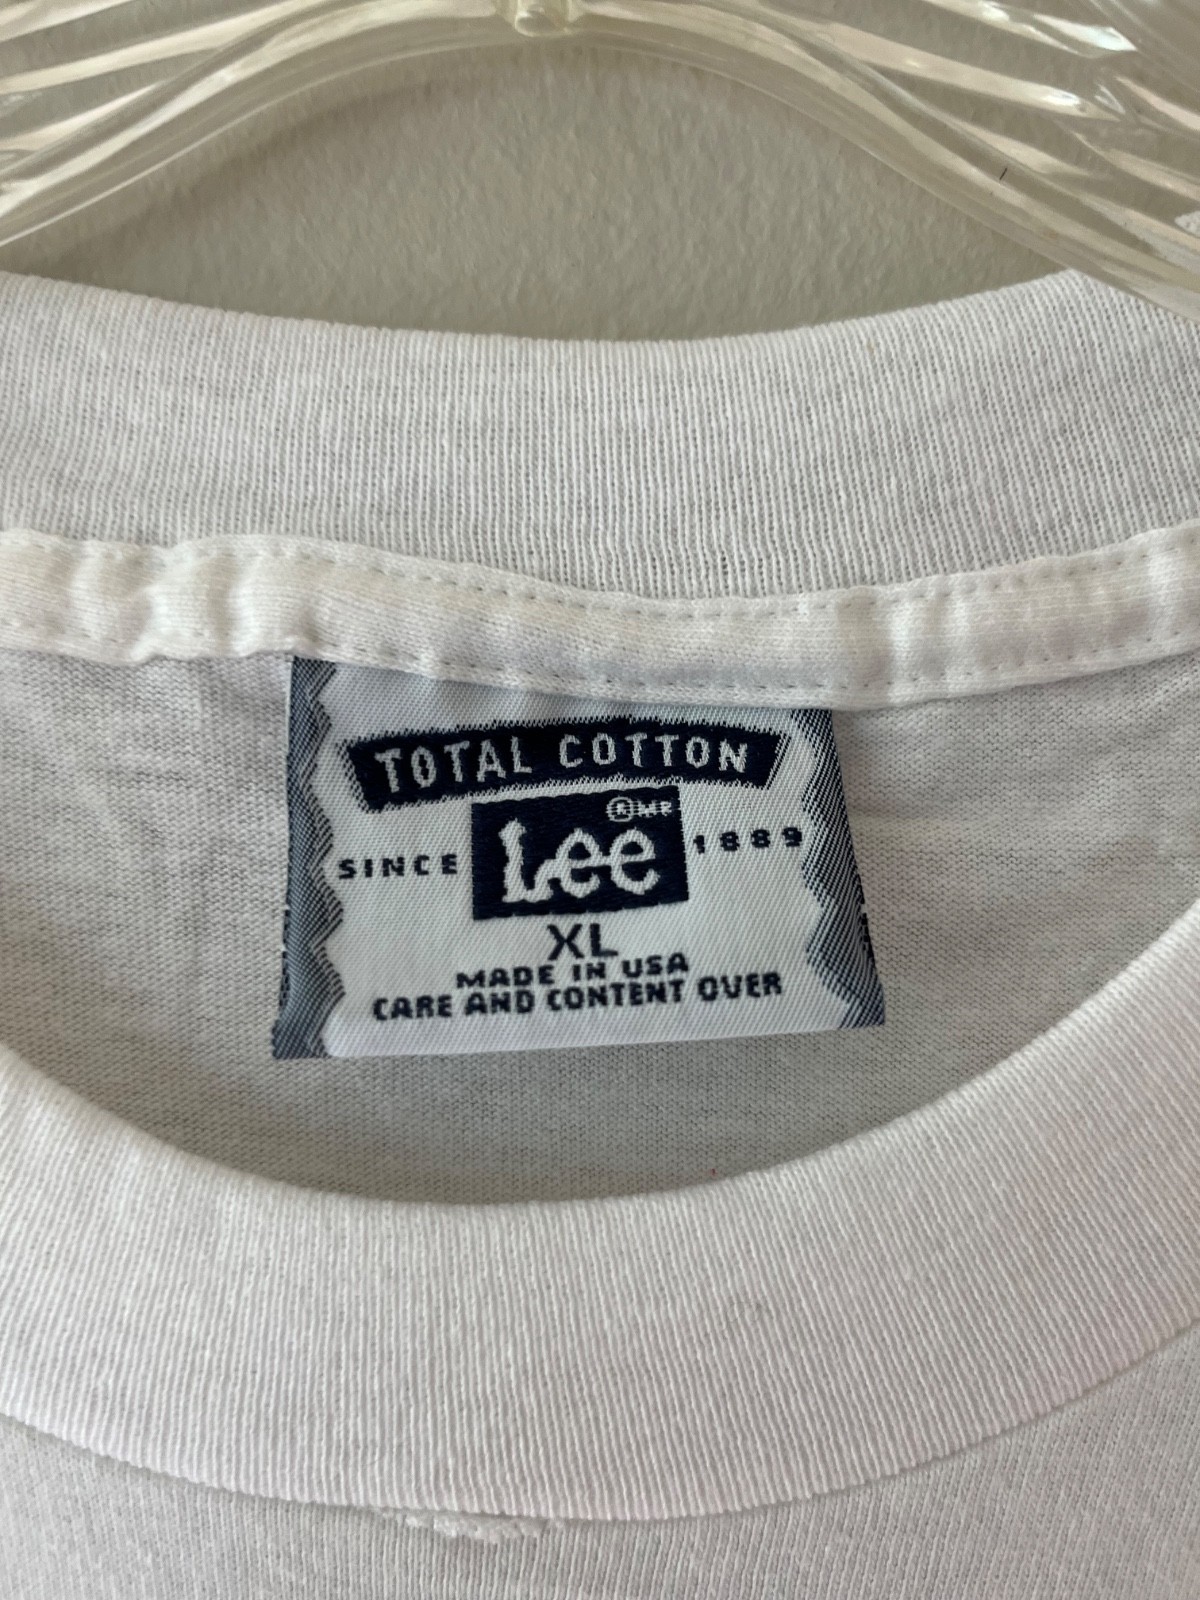 TOTAL COTTON
®MR
SINCE Lee 1889
XL
MADE IN USA
CARE AND CONTENT OVER